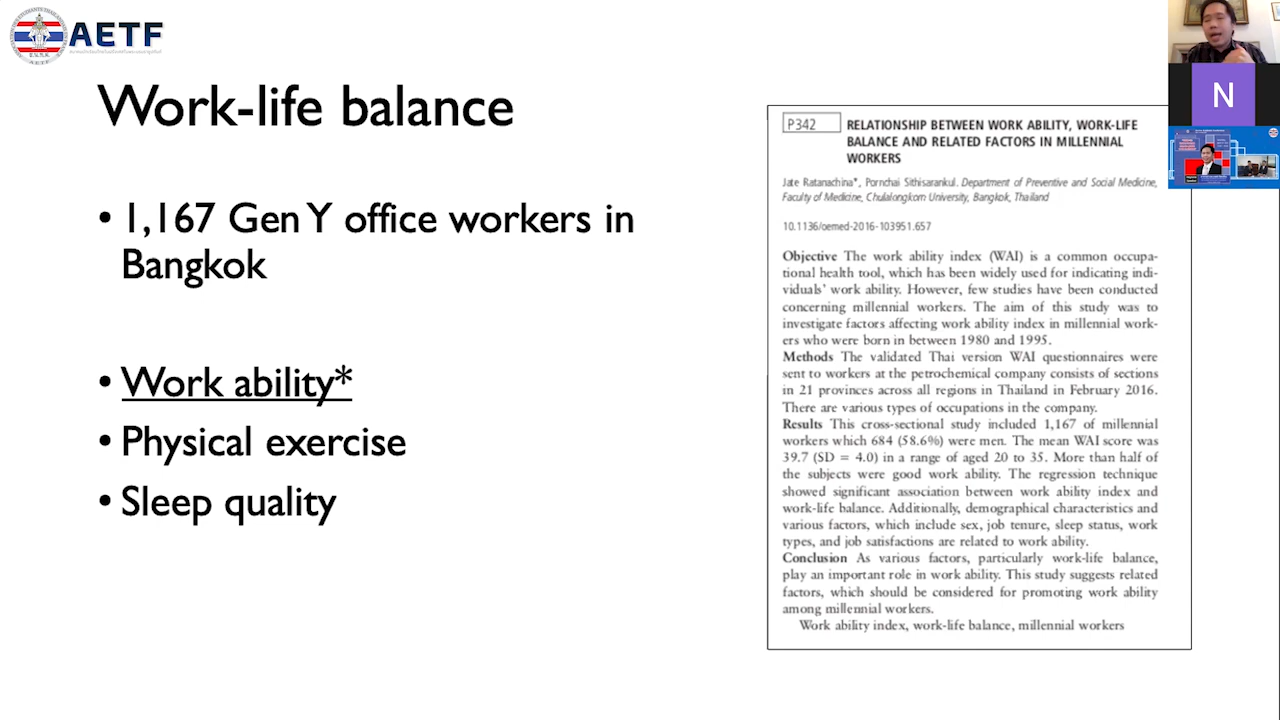 AETF
Work-life balance
• 1,167 Gen Y office workers in
Bangkok
• Work ability*
• Physical exercise
• Sleep quality
P342
RELATIONSHIP BETWEEN WORK ABILITY, WORK-LIFE
BALANCE AND RELATED FACTORS IN MILLENNIAL
WORKERS
Jate Ratanachina*, Pornchai Sithisarankul. Department of Preventive and Social Medicine,
Faculty of Medicine, Chulalongkorn University, Bangkok, Thailand
10.1136/oemed-2016-103951.657
Objective The work ability index (WAI) is a common occupa-
tional health tool, which has been widely used for indicating indi-
viduals' work ability. However, few studies have been conducted
concerning millennial workers. The aim of this study was to
investigate factors affecting work ability index in millennial work-
ers who were born in between 1980 and 1995.
Methods The validated Thai version WAI questionnaires were
sent to workers at the petrochemical company consists of sections
in 21 provinces across all regions in Thailand in February 2016.
There are various types of occupations in the company.
Results This cross-sectional study included 1,167 of millennial
workers which 684 (58.6%) were men. The mean WAI score was
39.7 (SD = 4.0) in a range of aged 20 to 35. More than half of
the subjects were good work ability. The regression technique
showed significant association between work ability index and
work-life balance. Additionally, demographical characteristics and
various factors, which include sex, job tenure, sleep status, work
types, and job satisfactions are related to work ability.
Conclusion As various factors, particularly work-life balance,
play an important role in work ability. This study suggests related
factors, which should be considered for promoting work ability
among millennial workers.
Work ability index, work-life balance, millennial workers
N